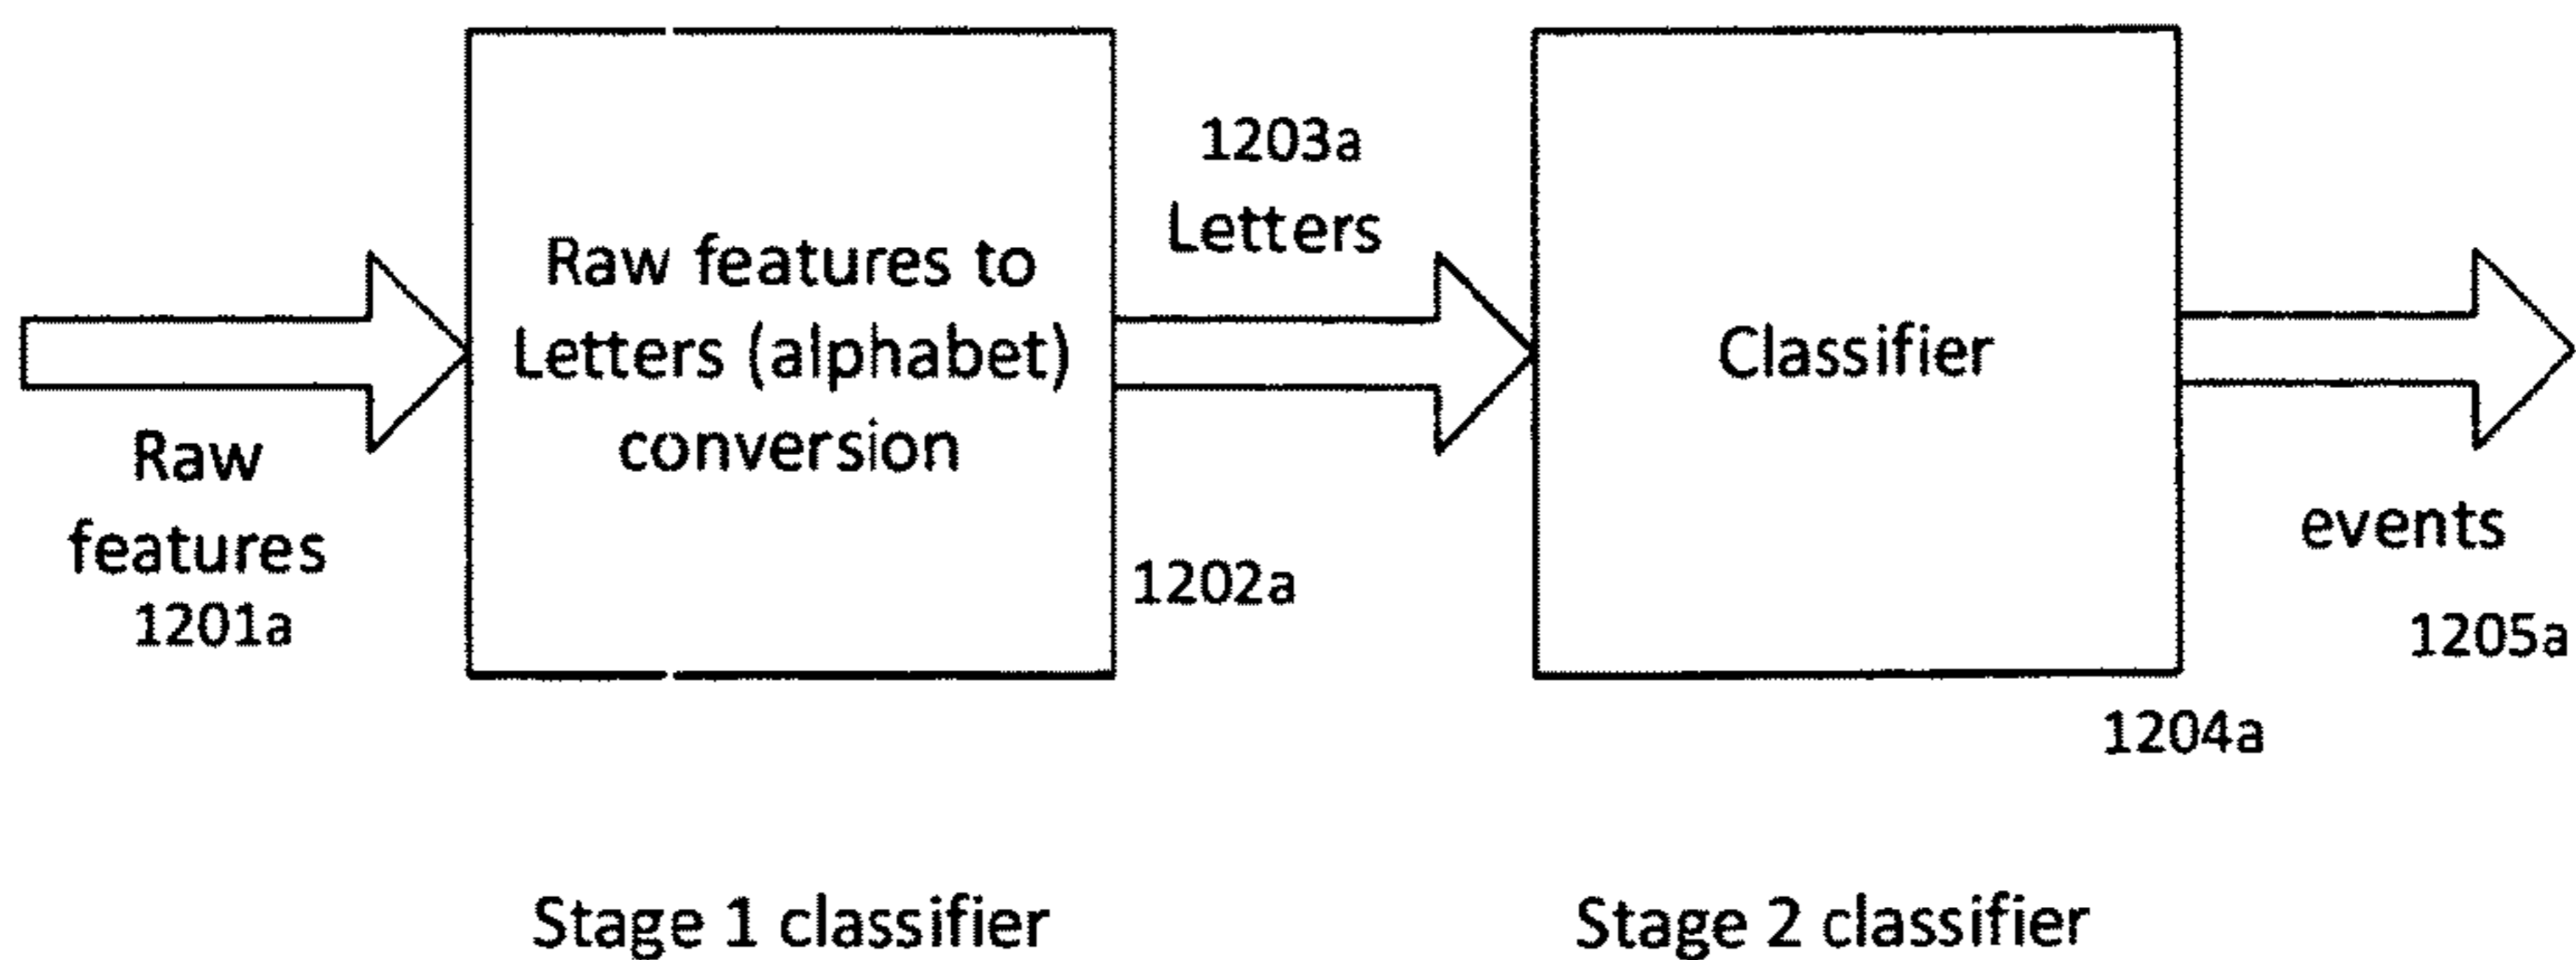 Raw
features
1201a
Raw features to
Letters (alphabet)
conversion
1202a
1203a
Letters
Classifier
1204a
events
1205a
Stage 1 classifier
Stage 2 classifier